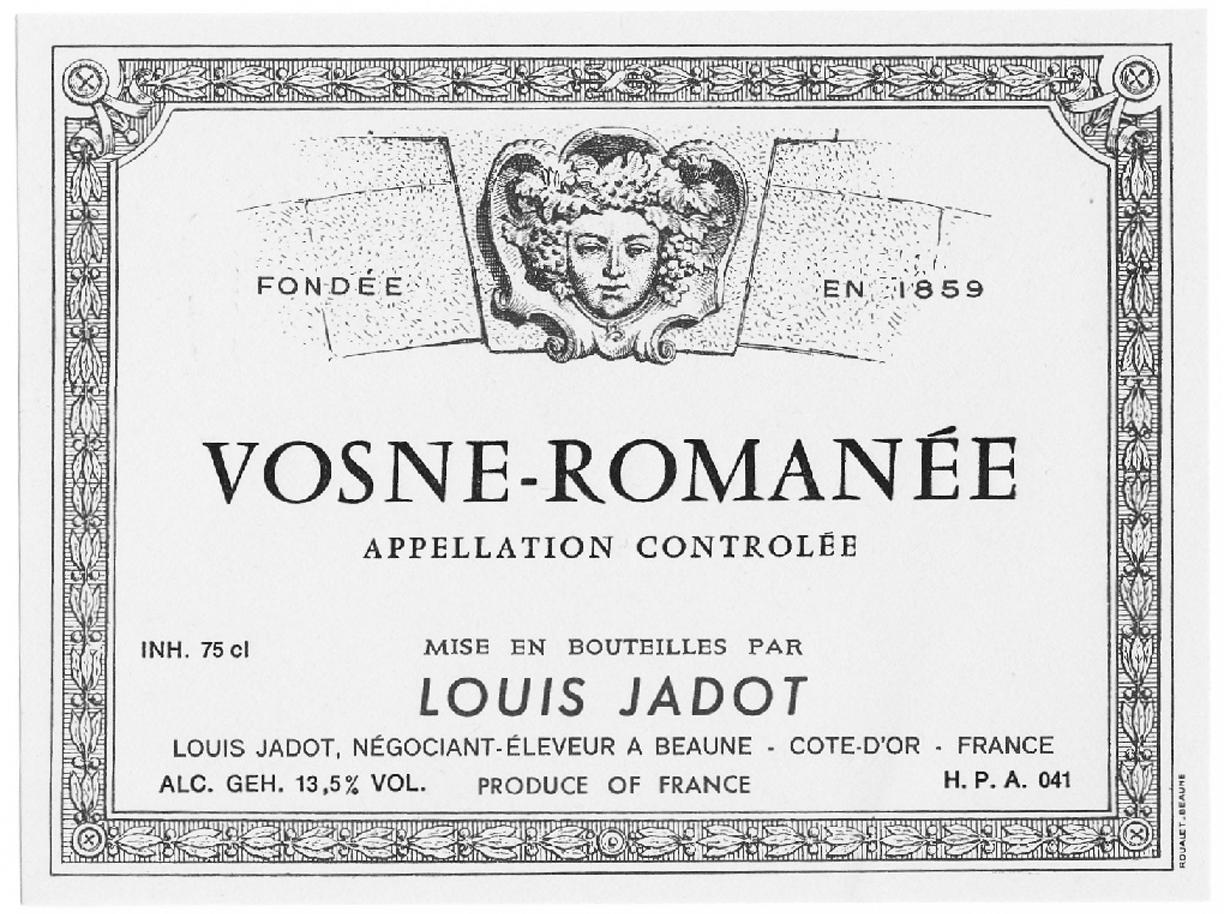 FONDÉE EN 1859
VOSNE-ROMANÉE
APPELLATION CONTROLÉE
INH. 75 cl
MISE EN BOUTEILLES PAR
LOUIS JADOT
LOUIS JADOT, NÉGOCIANT-ÉLEVEUR A BEAUNE - COTE-D'OR - FRANCE
ALC. GEH. 13,5% VOL. PRODUCE OF FRANCE H. P. A. 041
ROUALET-BEAUNE